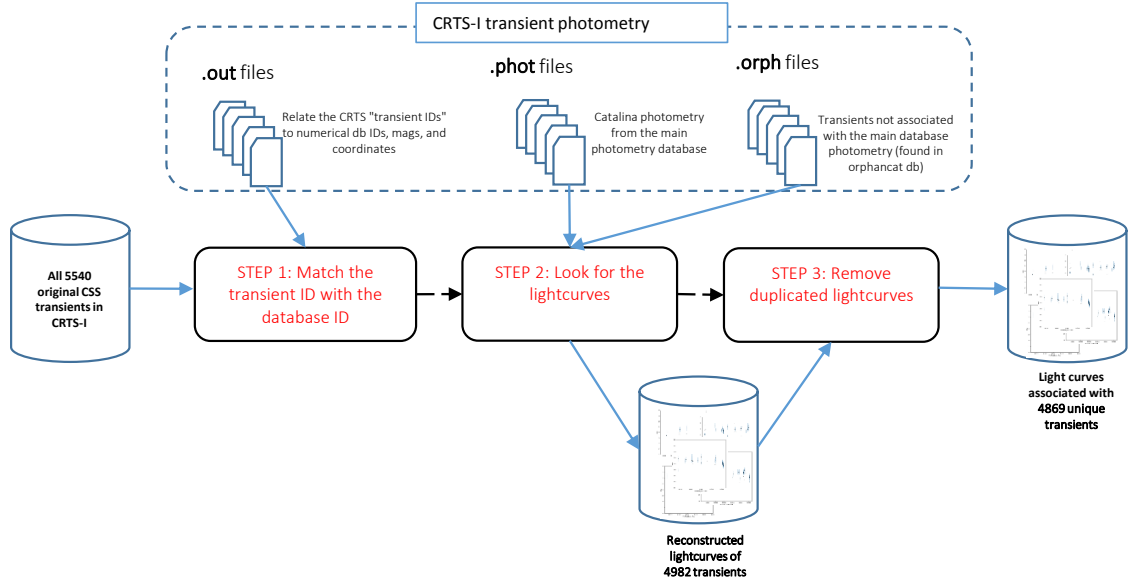 CRTS-I transient photometry
.out files
Relate the CRTS "transient IDs"
to numerical db IDs, mags, and
coordinates
.phot files
Catalina photometry
from the main
photometry database
.orph files
Transients not associated
with the main database
photometry (found in
orphancat db)
All 5540
original CSS
transients in
CRTS-I
STEP 1: Match the
transient ID with the
database ID
STEP 2: Look for the
lightcurves
STEP 3: Remove
duplicated lightcurves
Light curves
associated with
4869 unique
transients
Reconstructed
lightcurves of
4982 transients